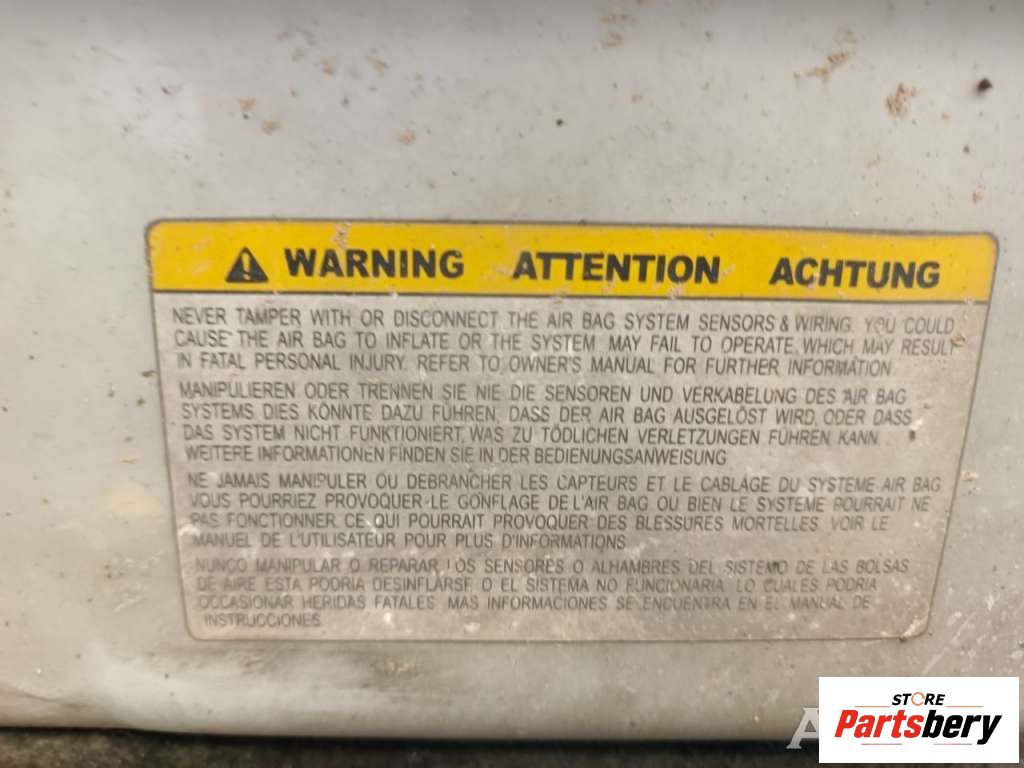 WARNING ATTENTION ACHTUNG
NEVER TAMPER WITH OR DISCONNECT THE AIR BAG SYSTEM SENSORS & WIRING. YOU COULD
CAUSE THE AIR BAG TO INFLATE OR THE SYSTEM MAY FAIL TO OPERATE, WHICH MAY RESULT
IN FATAL PERSONAL INJURY. REFER TO OWNER'S MANUAL FOR FURTHER INFORMATION
MANIPULIEREN ODER TRENNEN SIE NIE DIE SENSOREN UND VERKABELUNG DES AIR BAG
SYSTEMS. DIES KÖNNTE DAZU FÜHREN, DASS DER AIR BAG AUSGELÖST WIRD, ODER DASS
DAS SYSTEM NICHT FUNKTIONIERT, WAS ZU TÖDLICHEN VERLETZUNGEN FÜHREN KANN
WEITERE INFORMATIONEN FINDEN SIE IN DER BEDIENUNGSANWEISUNG
NE JAMAIS MANIPULER OU DEBRANCHER LES CAPTEURS ET LE CABLAGE DU SYSTEME AIR BAG
VOUS POURRIEZ PROVOQUER LE GONFLAGE DE L'AIR BAG OU BIEN LE SYSTEME POURRAIT NE
PAS FONCTIONNER, CE QUI POURRAIT PROVOQUER DES BLESSURES MORTELLES. VOIR LE
MANUEL DE L'UTILISATEUR POUR PLUS D'INFORMATIONS
NUNCO MANIPULAR O REPARAR LOS SENSORES O ALHAMBRES DEL SISTEMO DE LAS BOLSAS
DE AIRE ESTA PODRIA DESINFLARSE O EL SISTEMA NO FUNCIONARIA. LO CUALES PODRIA
OCCASIONAR HERIDAS FATALES. MAS INFORMACIONES SE ENCUENTRA EN EL MANUAL DE
INSTRUCCIONES
STORE
Partsbery